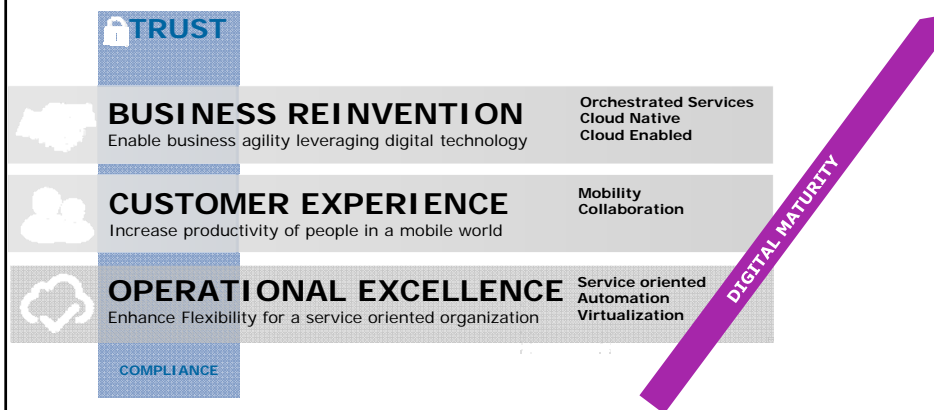 TRUST
BUSINESS REINVENTION
Enable business agility leveraging digital technology
Orchestrated Services
Cloud Native
Cloud Enabled
CUSTOMER EXPERIENCE
Increase productivity of people in a mobile world
Mobility
Collaboration
OPERATIONAL EXCELLENCE
Enhance Flexibility for a service oriented organization
Service oriented
Automation
Virtualization
COMPLIANCE
DIGITAL MATURITY